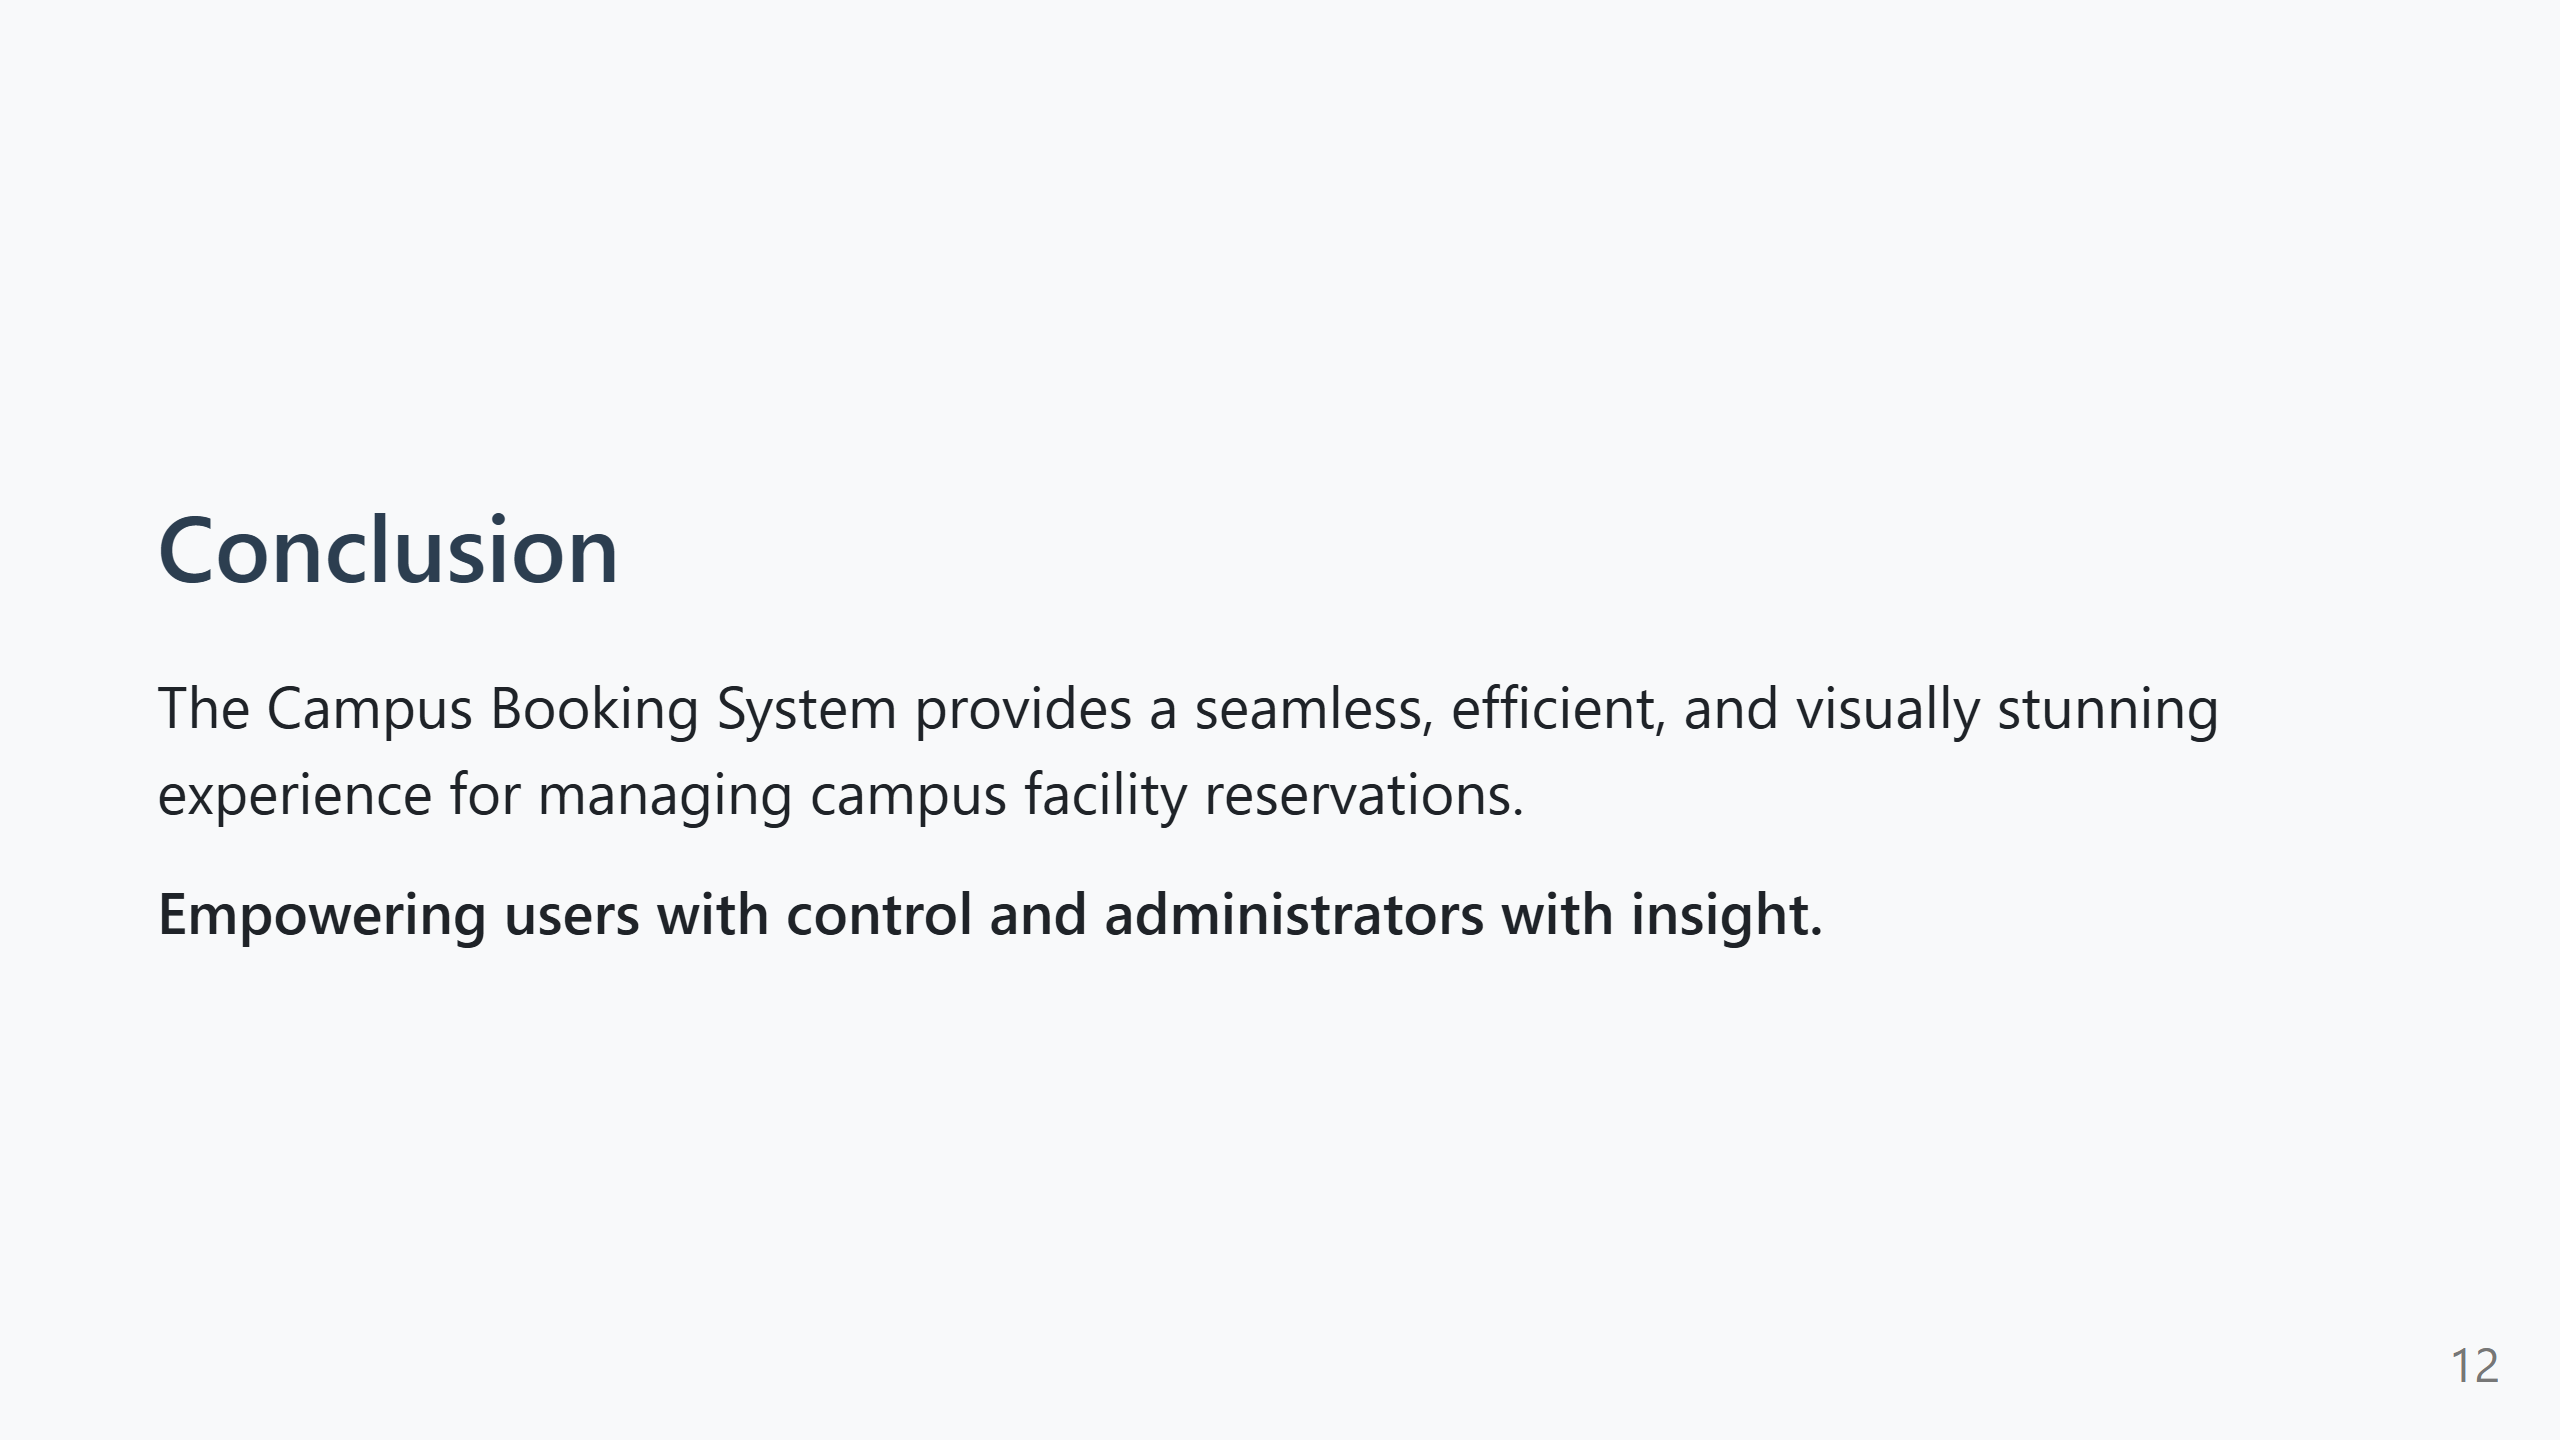 Conclusion
The Campus Booking System provides a seamless, efficient, and visually stunning
experience for managing campus facility reservations.
Empowering users with control and administrators with insight.
12